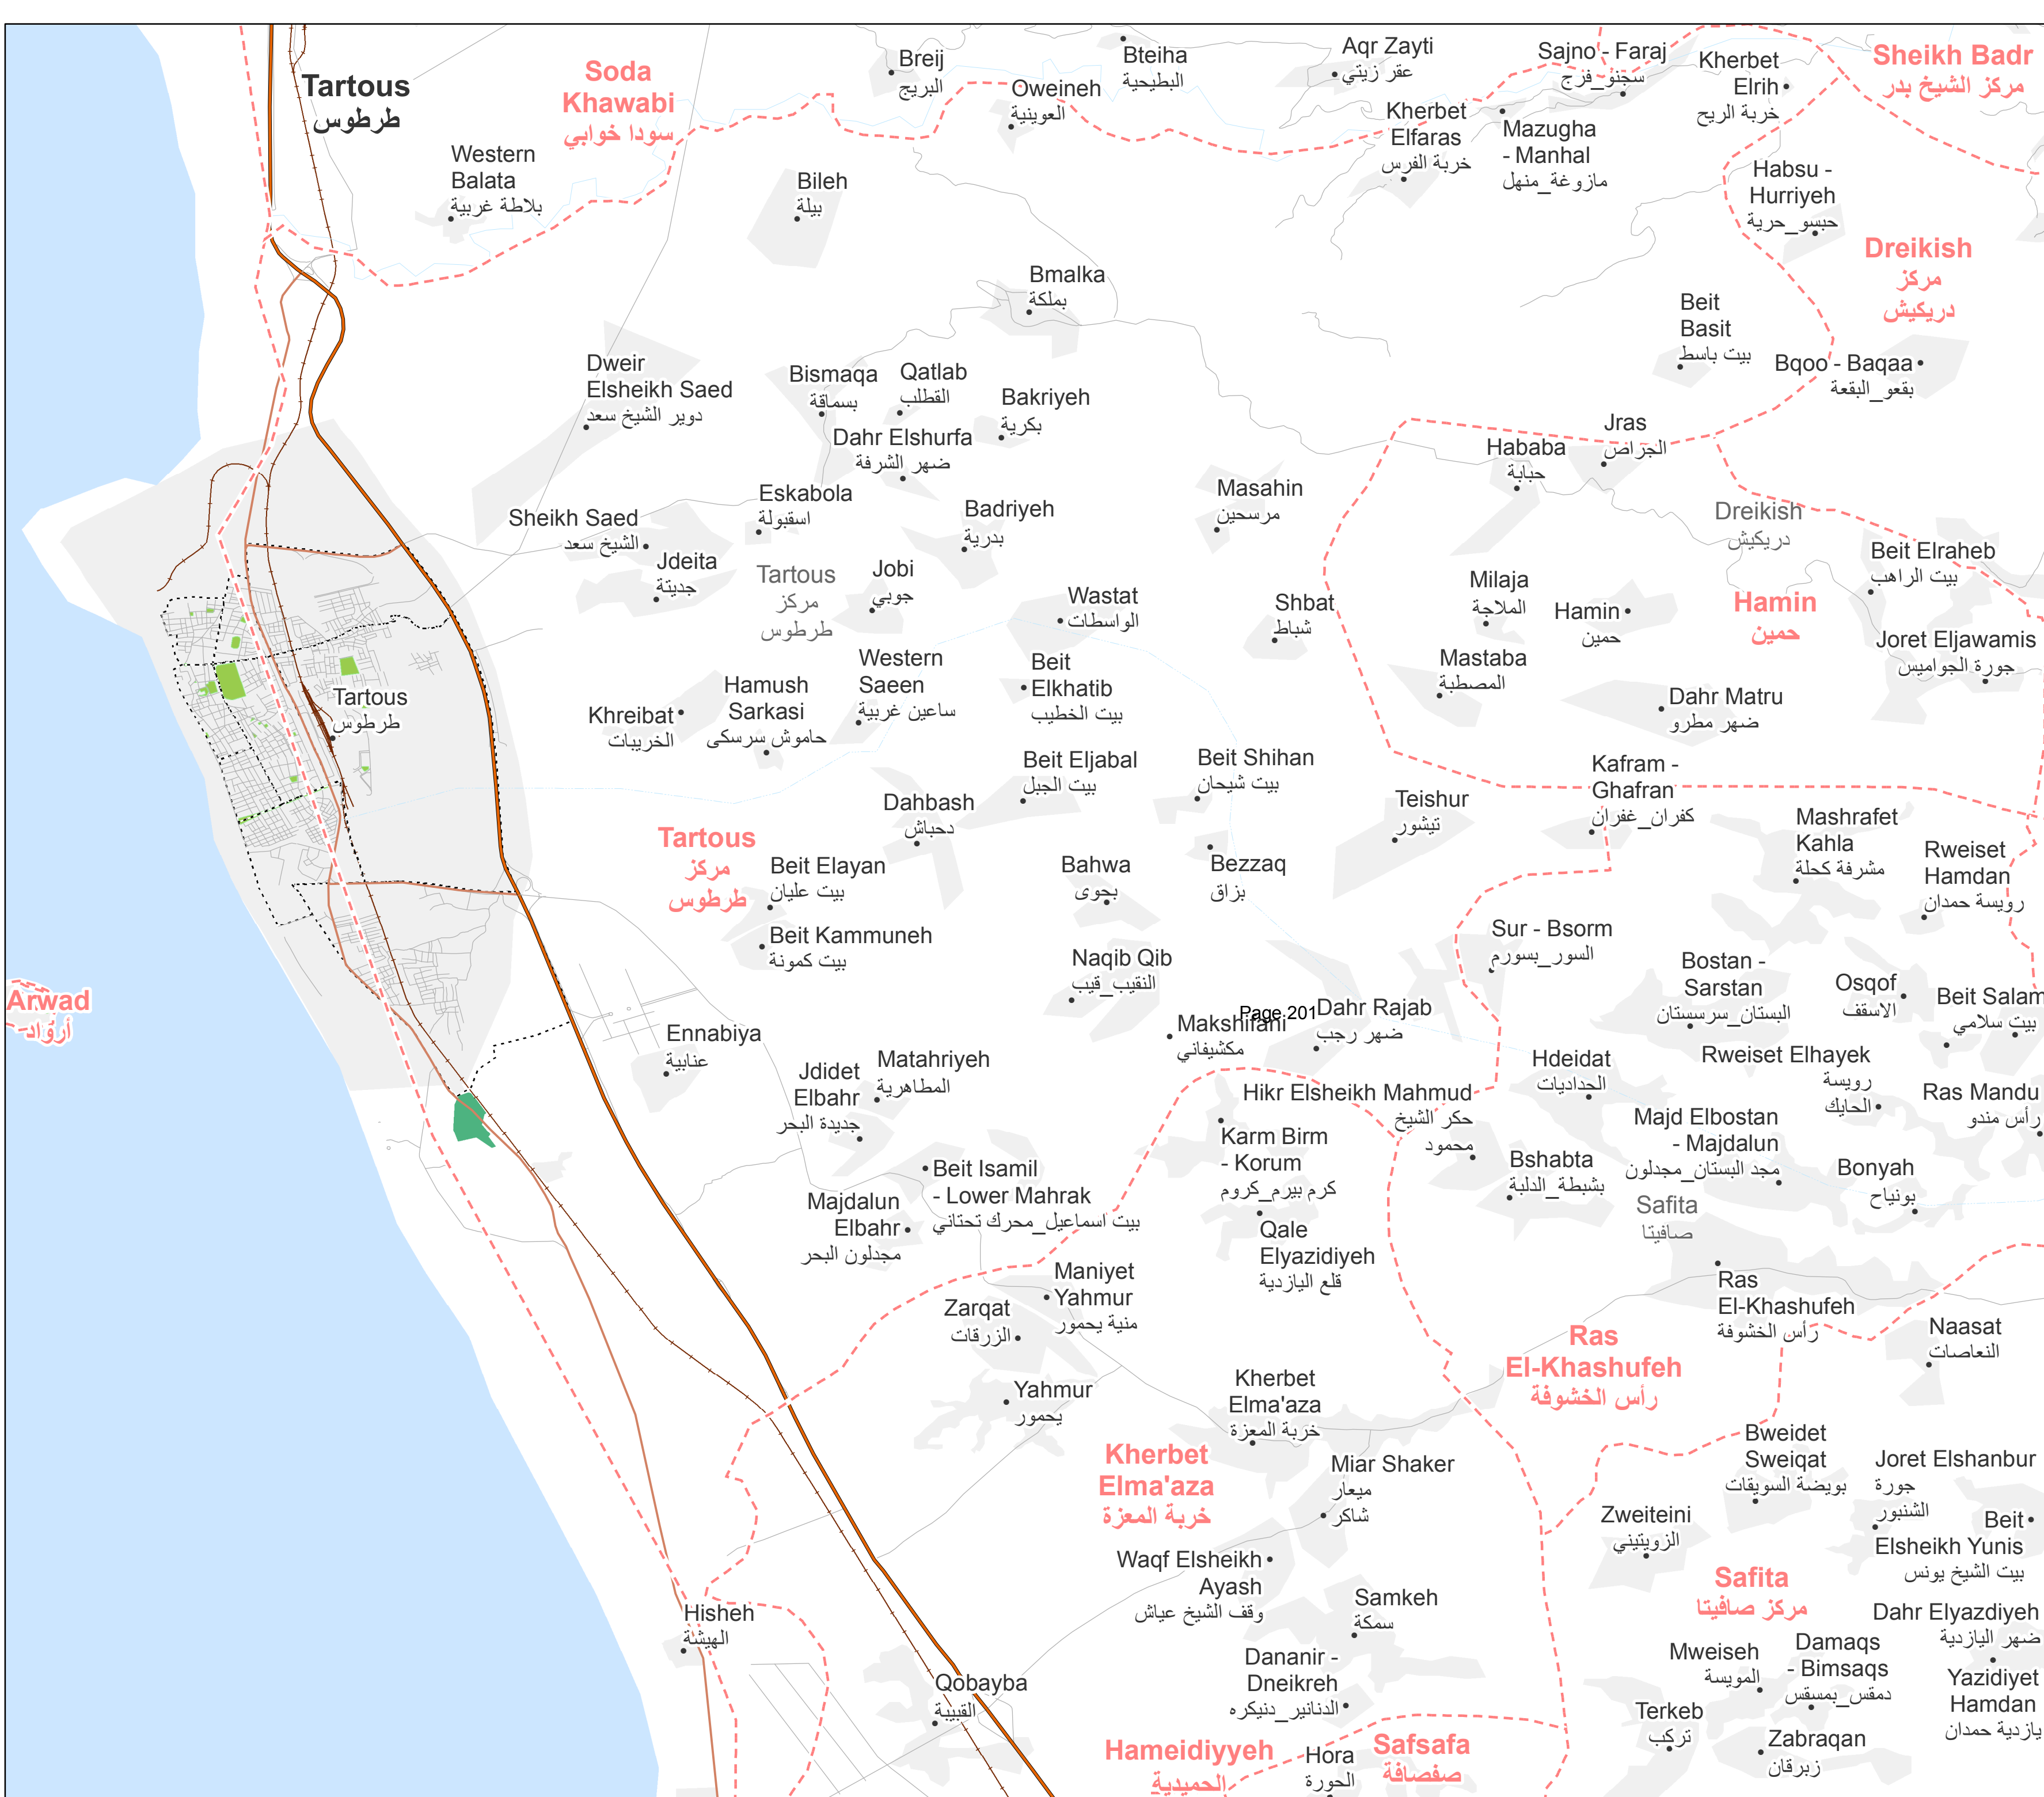 Tartous
طرطوس
Soda
Khawabi
سودا خوابي
Breij
البريج
Bteiha
البطيحية
Oweineh
العوينية
Aqr Zayti
عقر زيتي
Sajno - Faraj
سجنو_فرج
Kherbet
Elrih
خربة الريح
Sheikh Badr
مركز الشيخ بدر
Kherbet
Elfaras
خربة الفرس
Mazugha
- Manhal
مازوغة_منهل
Western
Balata
بلاطة غربية
Bileh
بيلة
Habsu -
Hurriyeh
حبسو_حرية
Dreikish
مركز
دريكيش
Bmalka
بملكة
Beit
Basit
بيت باسط
Bqoo - Baqaa
بقعو_البقعة
Dweir
Elsheikh Saed
دوير الشيخ سعد
Bismaqa
بسماقة
Qatlab
القطلب
Bakriyeh
بكرية
Dahr Elshurfa
ضهر الشرفة
Jras
الجراص
Hababa
حبابة
Eskabola
اسقبولة
Masahin
مرسحين
Sheikh Saed
الشيخ سعد
Badriyeh
بدرية
Dreikish
دريكيش
Beit Elraheb
بيت الراهب
Jdeita
جديتة
Tartous
مركز
طرطوس
Jobi
جوبي
Wastat
الواسطات
Shbat
شباط
Milaja
الملاجة
Hamin
حمين
Hamin
حمين
Joret Eljawamis
جورة الجواميس
Western
Saeen
ساعين غربية
Beit
Elkhatib
بيت الخطيب
Mastaba
المصطبة
Tartous
طرطوس
Khreibat
الخريبات
Hamush
Sarkasi
حاموش سرسكى
Dahr Matru
ضهر مطرو
Beit Eljabal
بيت الجبل
Beit Shihan
بيت شيحان
Kafram -
Ghafran
كفران_غفران
Dahbash
دحباش
Teishur
تيشور
Mashrafet
Kahla
مشرفة كحلة
Tartous
مركز
طرطوس
Beit Elayan
بيت عليان
Bahwa
بحوى
Bezzaq
بزاق
Rweiset
Hamdan
رويسة حمدان
Beit Kammuneh
بيت كمونة
Sur - Bsorm
السور_بسورم
Naqib Qib
النقيب_قيب
Bostan -
Sarstan
البستان_سرسستان
Osqof
الاسقف
Beit Salam
بيت سلامي
Arwad
أرواد
Page 201
Makshifani
مكشيفاني
Dahr Rajab
ضهر رجب
Ennabiya
عنابية
Jdidet
Elbahr
جديدة البحر
Matahriyeh
المطاهرية
Hikr Elsheikh Mahmud
حكر الشيخ
محمود
Hdeidat
الحداديات
Rweiset Elhayek
رويسة
الحايك
Ras Mandu
رأس مندو
Karm Birm
- Korum
كرم بيرم_كروم
Majd Elbostan
- Majdalun
مجد البستان_مجدلون
Bshabta
بشبطة_الدلبة
Bonyah
بونياح
Beit Isamil
- Lower Mahrak
بيت اسماعيل_محرك تحتاني
Majdalun
Elbahr
مجدلون البحر
Safita
صافيتا
Qale
Elyazidiyeh
قلع اليازدية
Maniyet
Yahmur
منية يحمور
Zarqat
الزرقات
Ras
El-Khashufeh
رأس الخشوفة
Ras
El-Khashufeh
رأس الخشوفة
Naasat
النعاصات
Yahmur
يحمور
Kherbet
Elma'aza
خربة المعزة
Kherbet
Elma'aza
خربة المعزة
Miar Shaker
ميعار
شاكر
Bweidet
Sweiqat
بويضة السويقات
Joret Elshanbur
جورة
الشنبور
Zweiteini
الزويتيني
Beit
Elsheikh Yunis
بيت الشيخ يونس
Waqf Elsheikh
Ayash
وقف الشيخ عياش
Safita
مركز صافيتا
Samkeh
سمكة
Dahr Elyazdiyeh
ضهر اليازدية
Hisheh
الهيشة
Dananir -
Dneikreh
الدنانير_دنيكره
Mweiseh
المويسة
Damaqs
- Bimsaqs
دمقس_بمسقس
Yazidiyet
Hamdan
يازدية حمدان
Qobayba
القبيبة
Terkeb
تركب
Zabraqan
زبرقان
Hameidiyyeh
الحميدية
Hora
الحورة
Safsafa
صفصافة